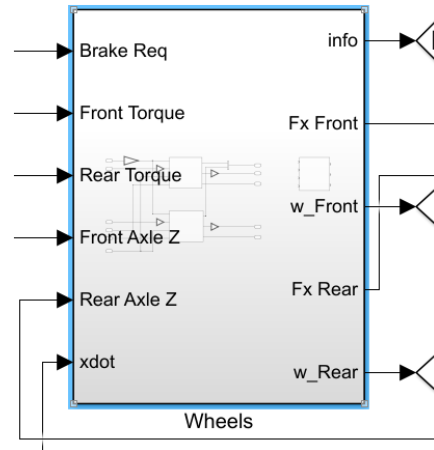 Brake Req
Front Torque
Rear Torque
Front Axle Z
Rear Axle Z
xdot
info
Fx Front
w_Front
Fx Rear
w_Rear
Wheels